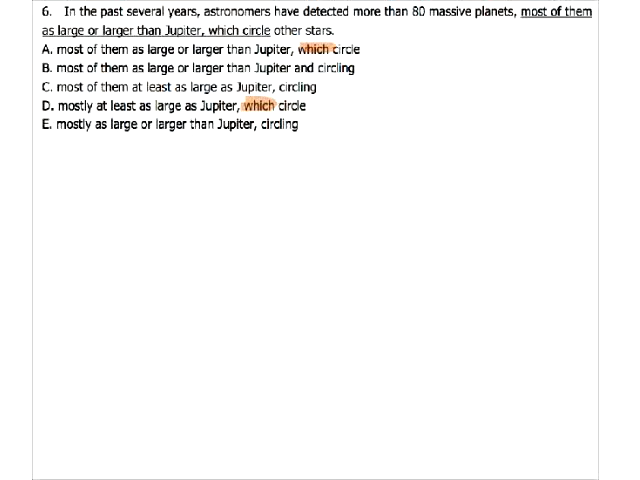 6. In the past several years, astronomers have detected more than 80 massive planets, most of them
as large or larger than Jupiter, which circle other stars.
A. most of them as large or larger than Jupiter, which circle
B. most of them as large or larger than Jupiter and circling
C. most of them at least as large as Jupiter, circling
D. mostly at least as large as Jupiter, which circle
E. mostly as large or larger than Jupiter, circling